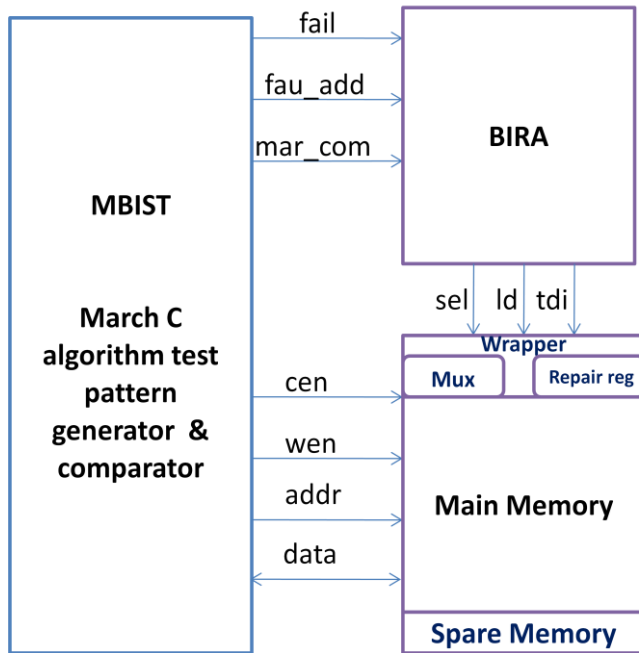 fail
fau_add
mar_com
BIRA
MBIST
March C
algorithm test
pattern
generator &
comparator
sel ld tdi
Wrapper
Mux
Repair reg
cen
wen
addr
data
Main Memory
Spare Memory